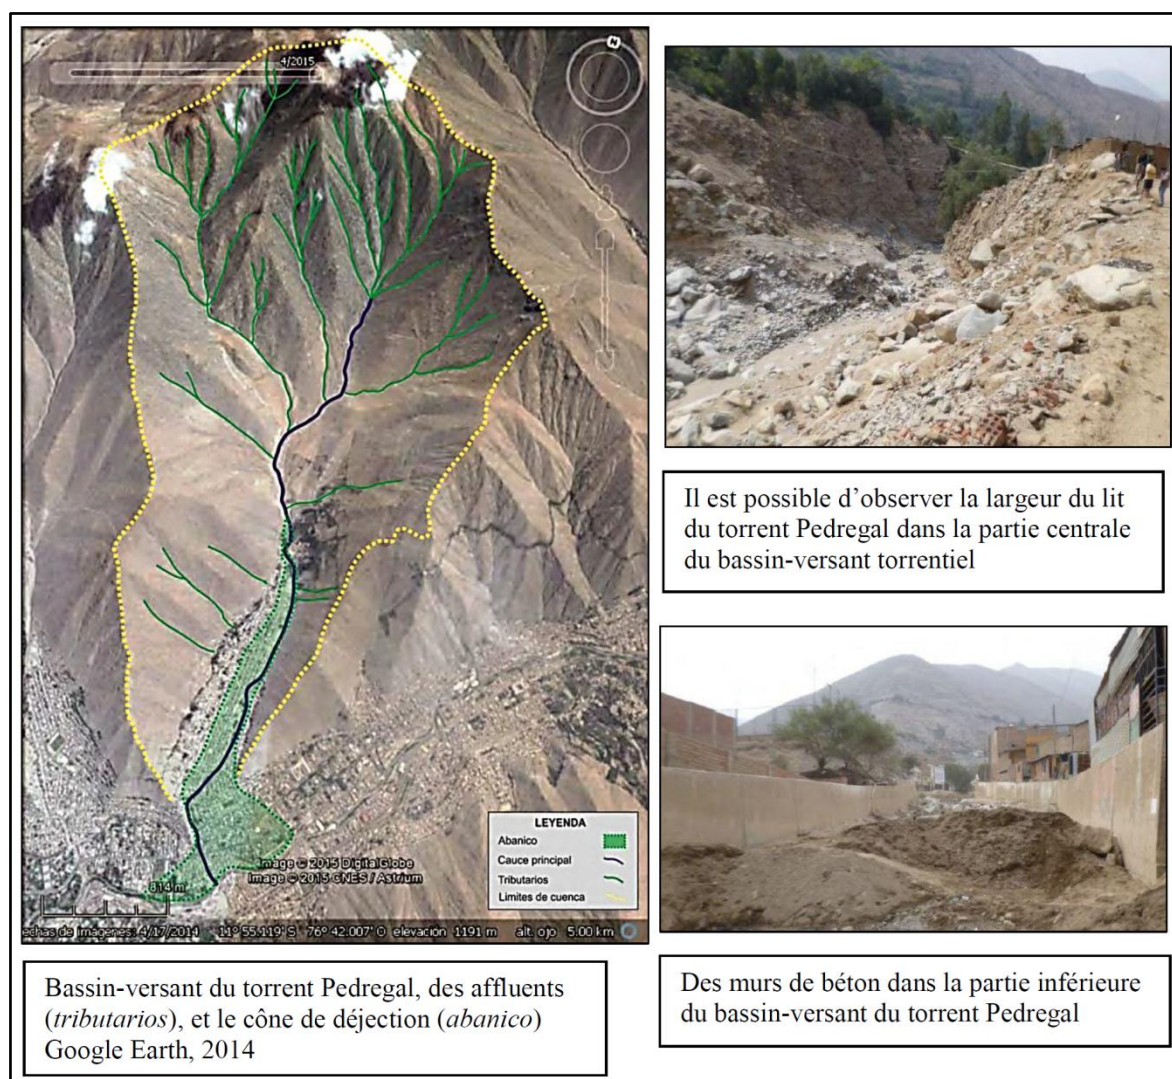 4/2015
N
LEYENDA
Abanico
Cauce principal
Tributarios
Limites de cuenca
Image © 2015 DigitalGlobe
Image © 2015 CNES / Astrium
814 m
echas de imágenes: 4/17/2014 11° 55.119' S 76° 42.007' O elevación 1191 m alt. ojo 5.00 km
Bassin-versant du torrent Pedregal, des affluents
(tributarios), et le cône de déjection (abanico)
Google Earth, 2014
Il est possible d'observer la largeur du lit
du torrent Pedregal dans la partie centrale
du bassin-versant torrentiel
Des murs de béton dans la partie inférieure
du bassin-versant du torrent Pedregal